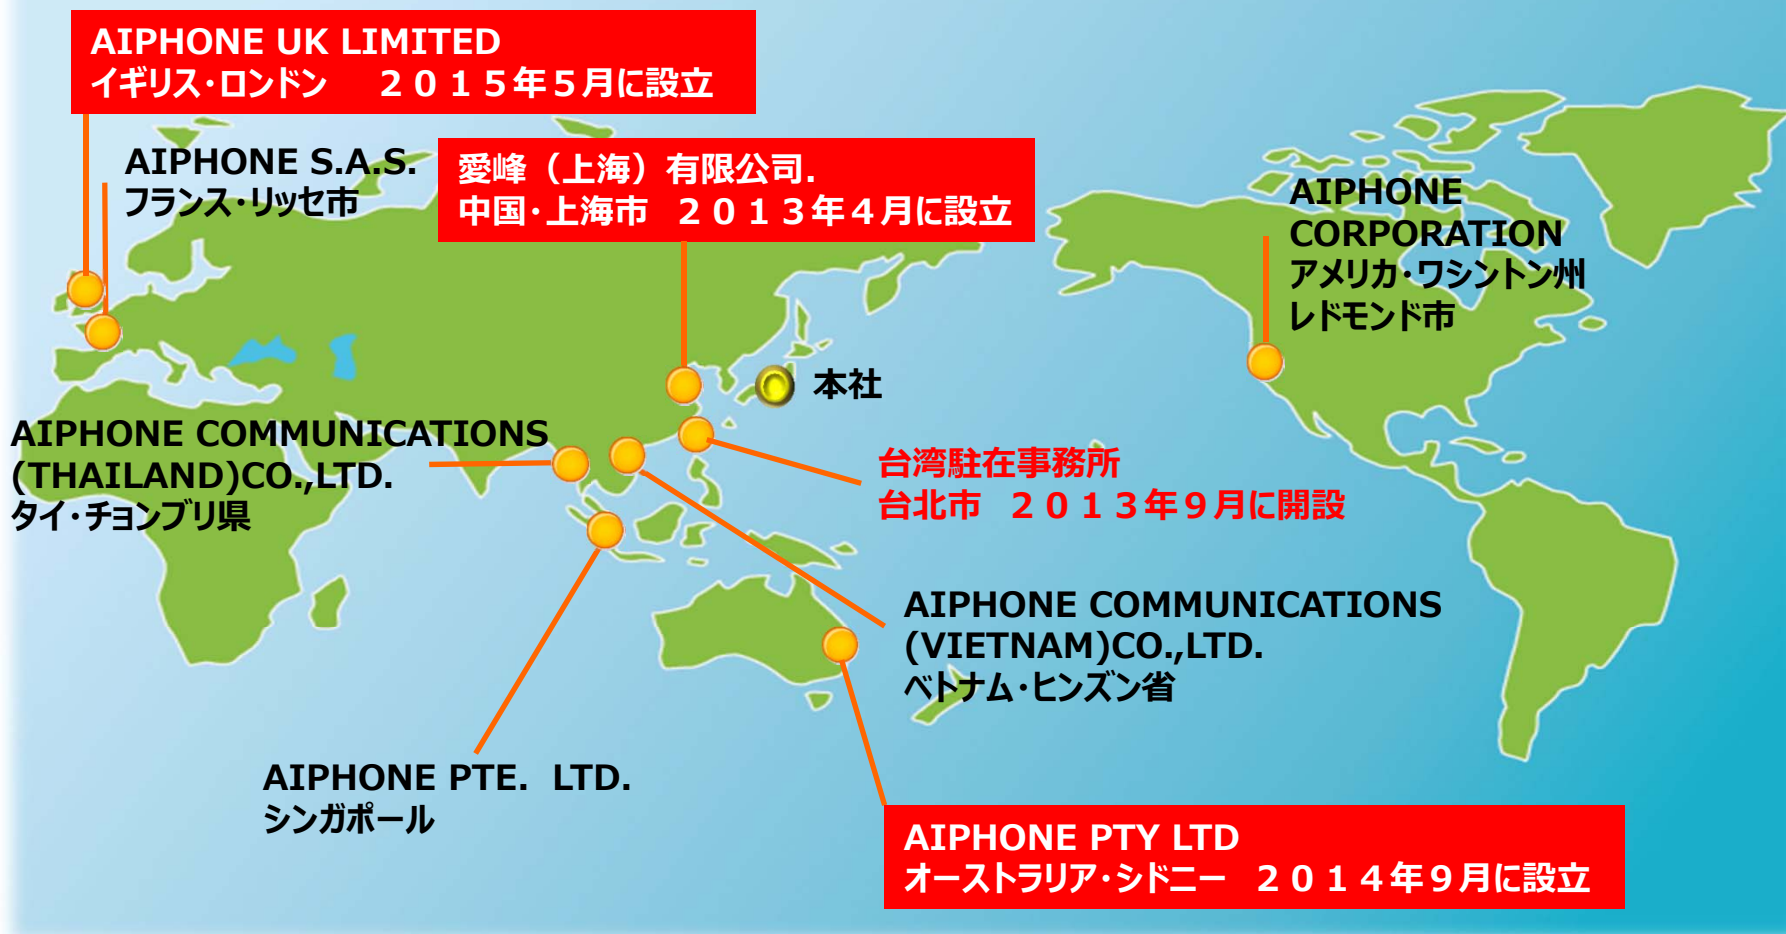 AIPHONE UK LIMITED
イギリス・ロンドン ２０１５年５月に設立
AIPHONE S.A.S.
フランス・リッセ市
愛峰（上海）有限公司.
中国・上海市 ２０１３年４月に設立
AIPHONE
CORPORATION
アメリカ・ワシントン州
レドモンド市
本社
AIPHONE COMMUNICATIONS
(THAILAND)CO.,LTD.
タイ・チョンブリ県
台湾駐在事務所
台北市 ２０１３年９月に開設
AIPHONE COMMUNICATIONS
(VIETNAM)CO.,LTD.
ベトナム・ヒンズン省
AIPHONE PTE. LTD.
シンガポール
AIPHONE PTY LTD
オーストラリア・シドニー ２０１４年９月に設立